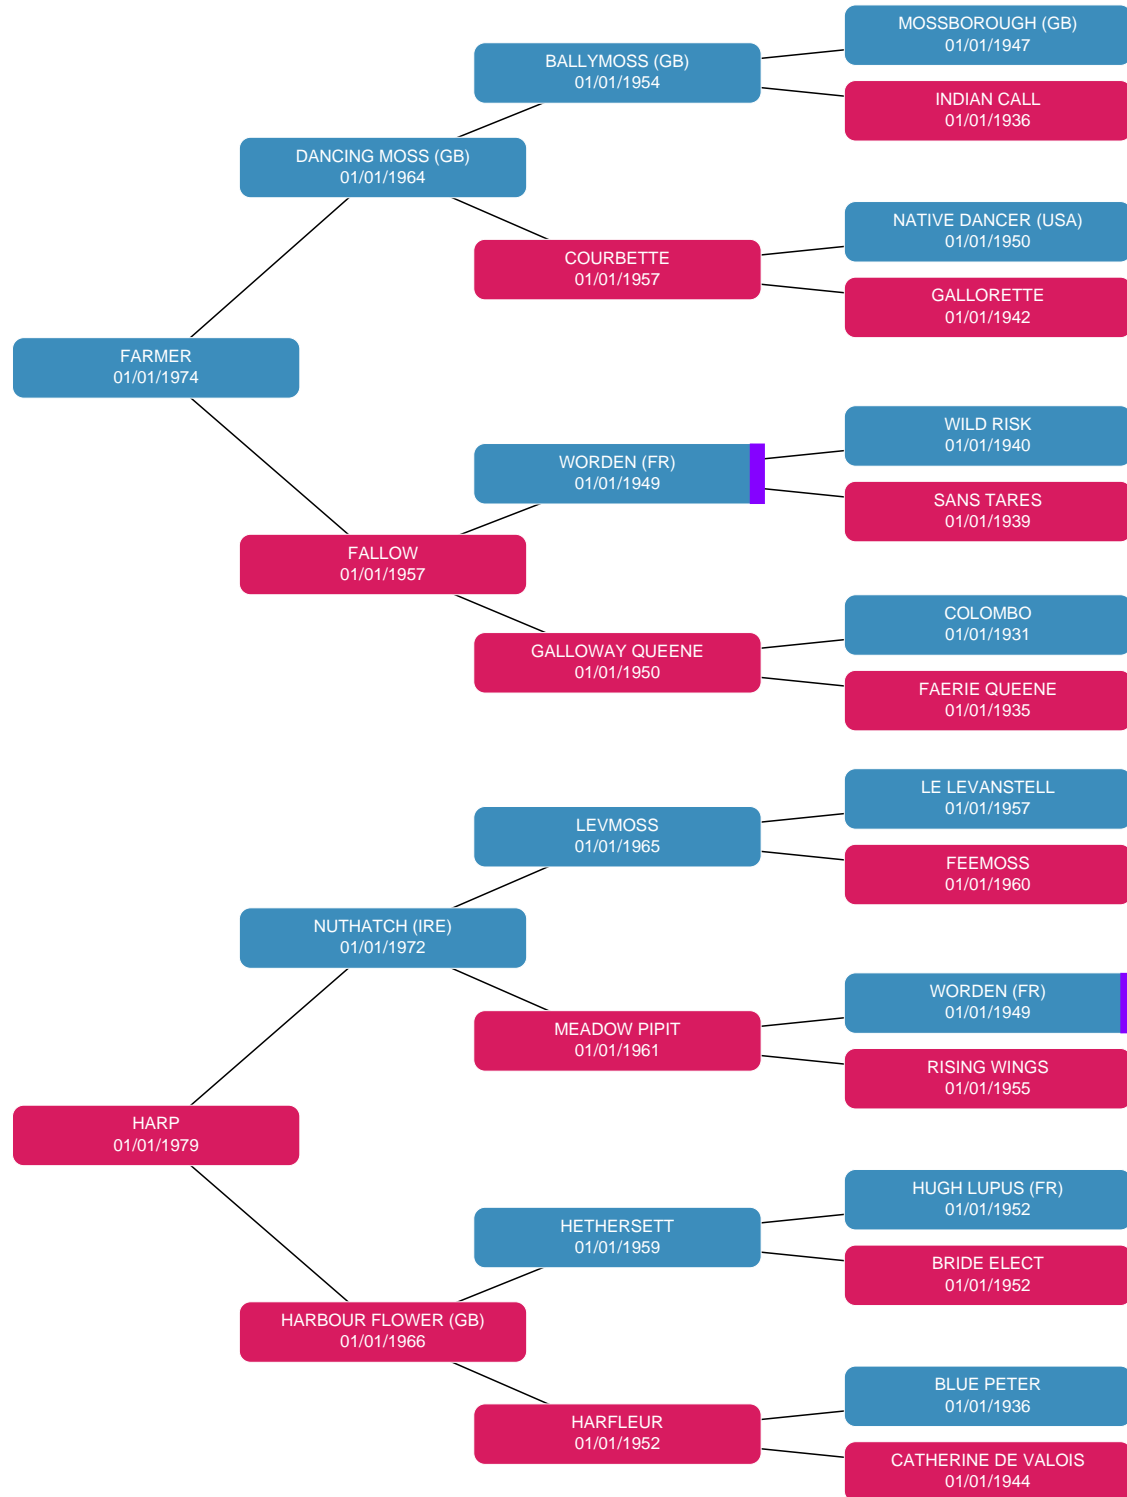 MOSSBOROUGH (GB)
01/01/1947
BALLYMOSS (GB)
01/01/1954
INDIAN CALL
01/01/1936
DANCING MOSS (GB)
01/01/1964
NATIVE DANCER (USA)
01/01/1950
COURBETTE
01/01/1957
GALLORETTE
01/01/1942
FARMER
01/01/1974
WILD RISK
01/01/1940
WORDEN (FR)
01/01/1949
SANS TARES
01/01/1939
FALLOW
01/01/1957
COLOMBO
01/01/1931
GALLOWAY QUEENE
01/01/1950
FAERIE QUEENE
01/01/1935
LE LEVANSTELL
01/01/1957
LEVMOSS
01/01/1965
FEEMOSS
01/01/1960
NUTHATCH (IRE)
01/01/1972
WORDEN (FR)
01/01/1949
MEADOW PIPIT
01/01/1961
RISING WINGS
01/01/1955
HARP
01/01/1979
HUGH LUPUS (FR)
01/01/1952
HETHERSETT
01/01/1959
BRIDE ELECT
01/01/1952
HARBOUR FLOWER (GB)
01/01/1966
BLUE PETER
01/01/1936
HARFLEUR
01/01/1952
CATHERINE DE VALOIS
01/01/1944